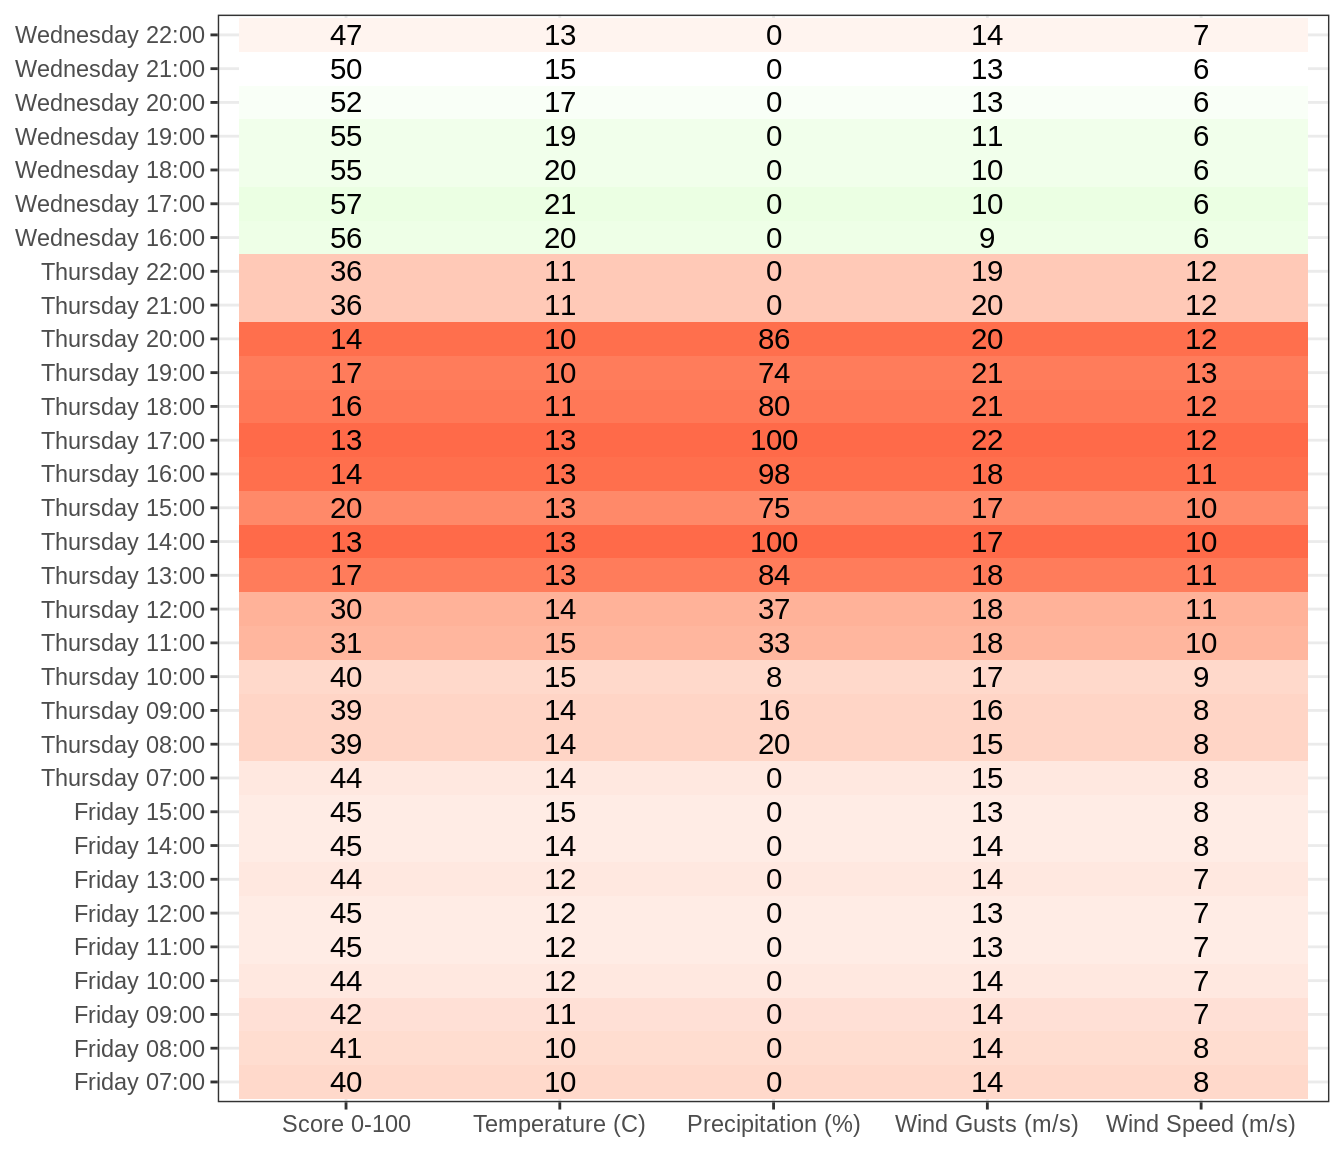 Wednesday 22:00 47 13 0 14 7
Wednesday 21:00 50 15 0 13 6
Wednesday 20:00 52 17 0 13 6
Wednesday 19:00 55 19 0 11 6
Wednesday 18:00 55 20 0 10 6
Wednesday 17:00 57 21 0 10 6
Wednesday 16:00 56 20 0 9 6
Thursday 22:00 36 11 0 19 12
Thursday 21:00 36 11 0 20 12
Thursday 20:00 14 10 86 20 12
Thursday 19:00 17 10 74 21 13
Thursday 18:00 16 11 80 21 12
Thursday 17:00 13 13 100 22 12
Thursday 16:00 14 13 98 18 11
Thursday 15:00 20 13 75 17 10
Thursday 14:00 13 13 100 17 10
Thursday 13:00 17 13 84 18 11
Thursday 12:00 30 14 37 18 11
Thursday 11:00 31 15 33 18 10
Thursday 10:00 40 15 8 17 9
Thursday 09:00 39 14 16 16 8
Thursday 08:00 39 14 20 15 8
Thursday 07:00 44 14 0 15 8
Friday 15:00 45 15 0 13 8
Friday 14:00 45 14 0 14 8
Friday 13:00 44 12 0 14 7
Friday 12:00 45 12 0 13 7
Friday 11:00 45 12 0 13 7
Friday 10:00 44 12 0 14 7
Friday 09:00 42 11 0 14 7
Friday 08:00 41 10 0 14 8
Friday 07:00 40 10 0 14 8
Score 0-100 Temperature (C) Precipitation (%) Wind Gusts (m/s) Wind Speed (m/s)